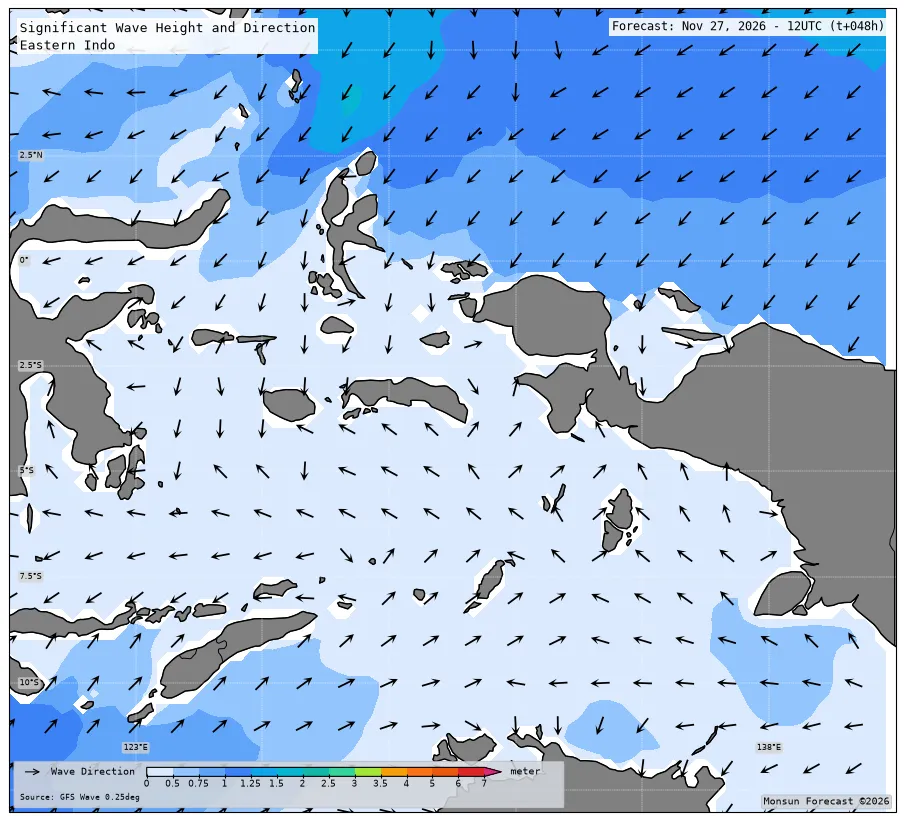 Significant Wave Height and Direction
Eastern Indo
Forecast: Nov 27, 2026 - 12UTC (t+048h)
2.5°N
0°
2.5°S
5°S
7.5°S
10°S
123°E
138°E
Wave Direction
meter
0 0.5 0.75 1 1.25 1.5 2 2.5 3 3.5 4 5 6 7
Source: GFS Wave 0.25deg
Monsun Forecast ©2026